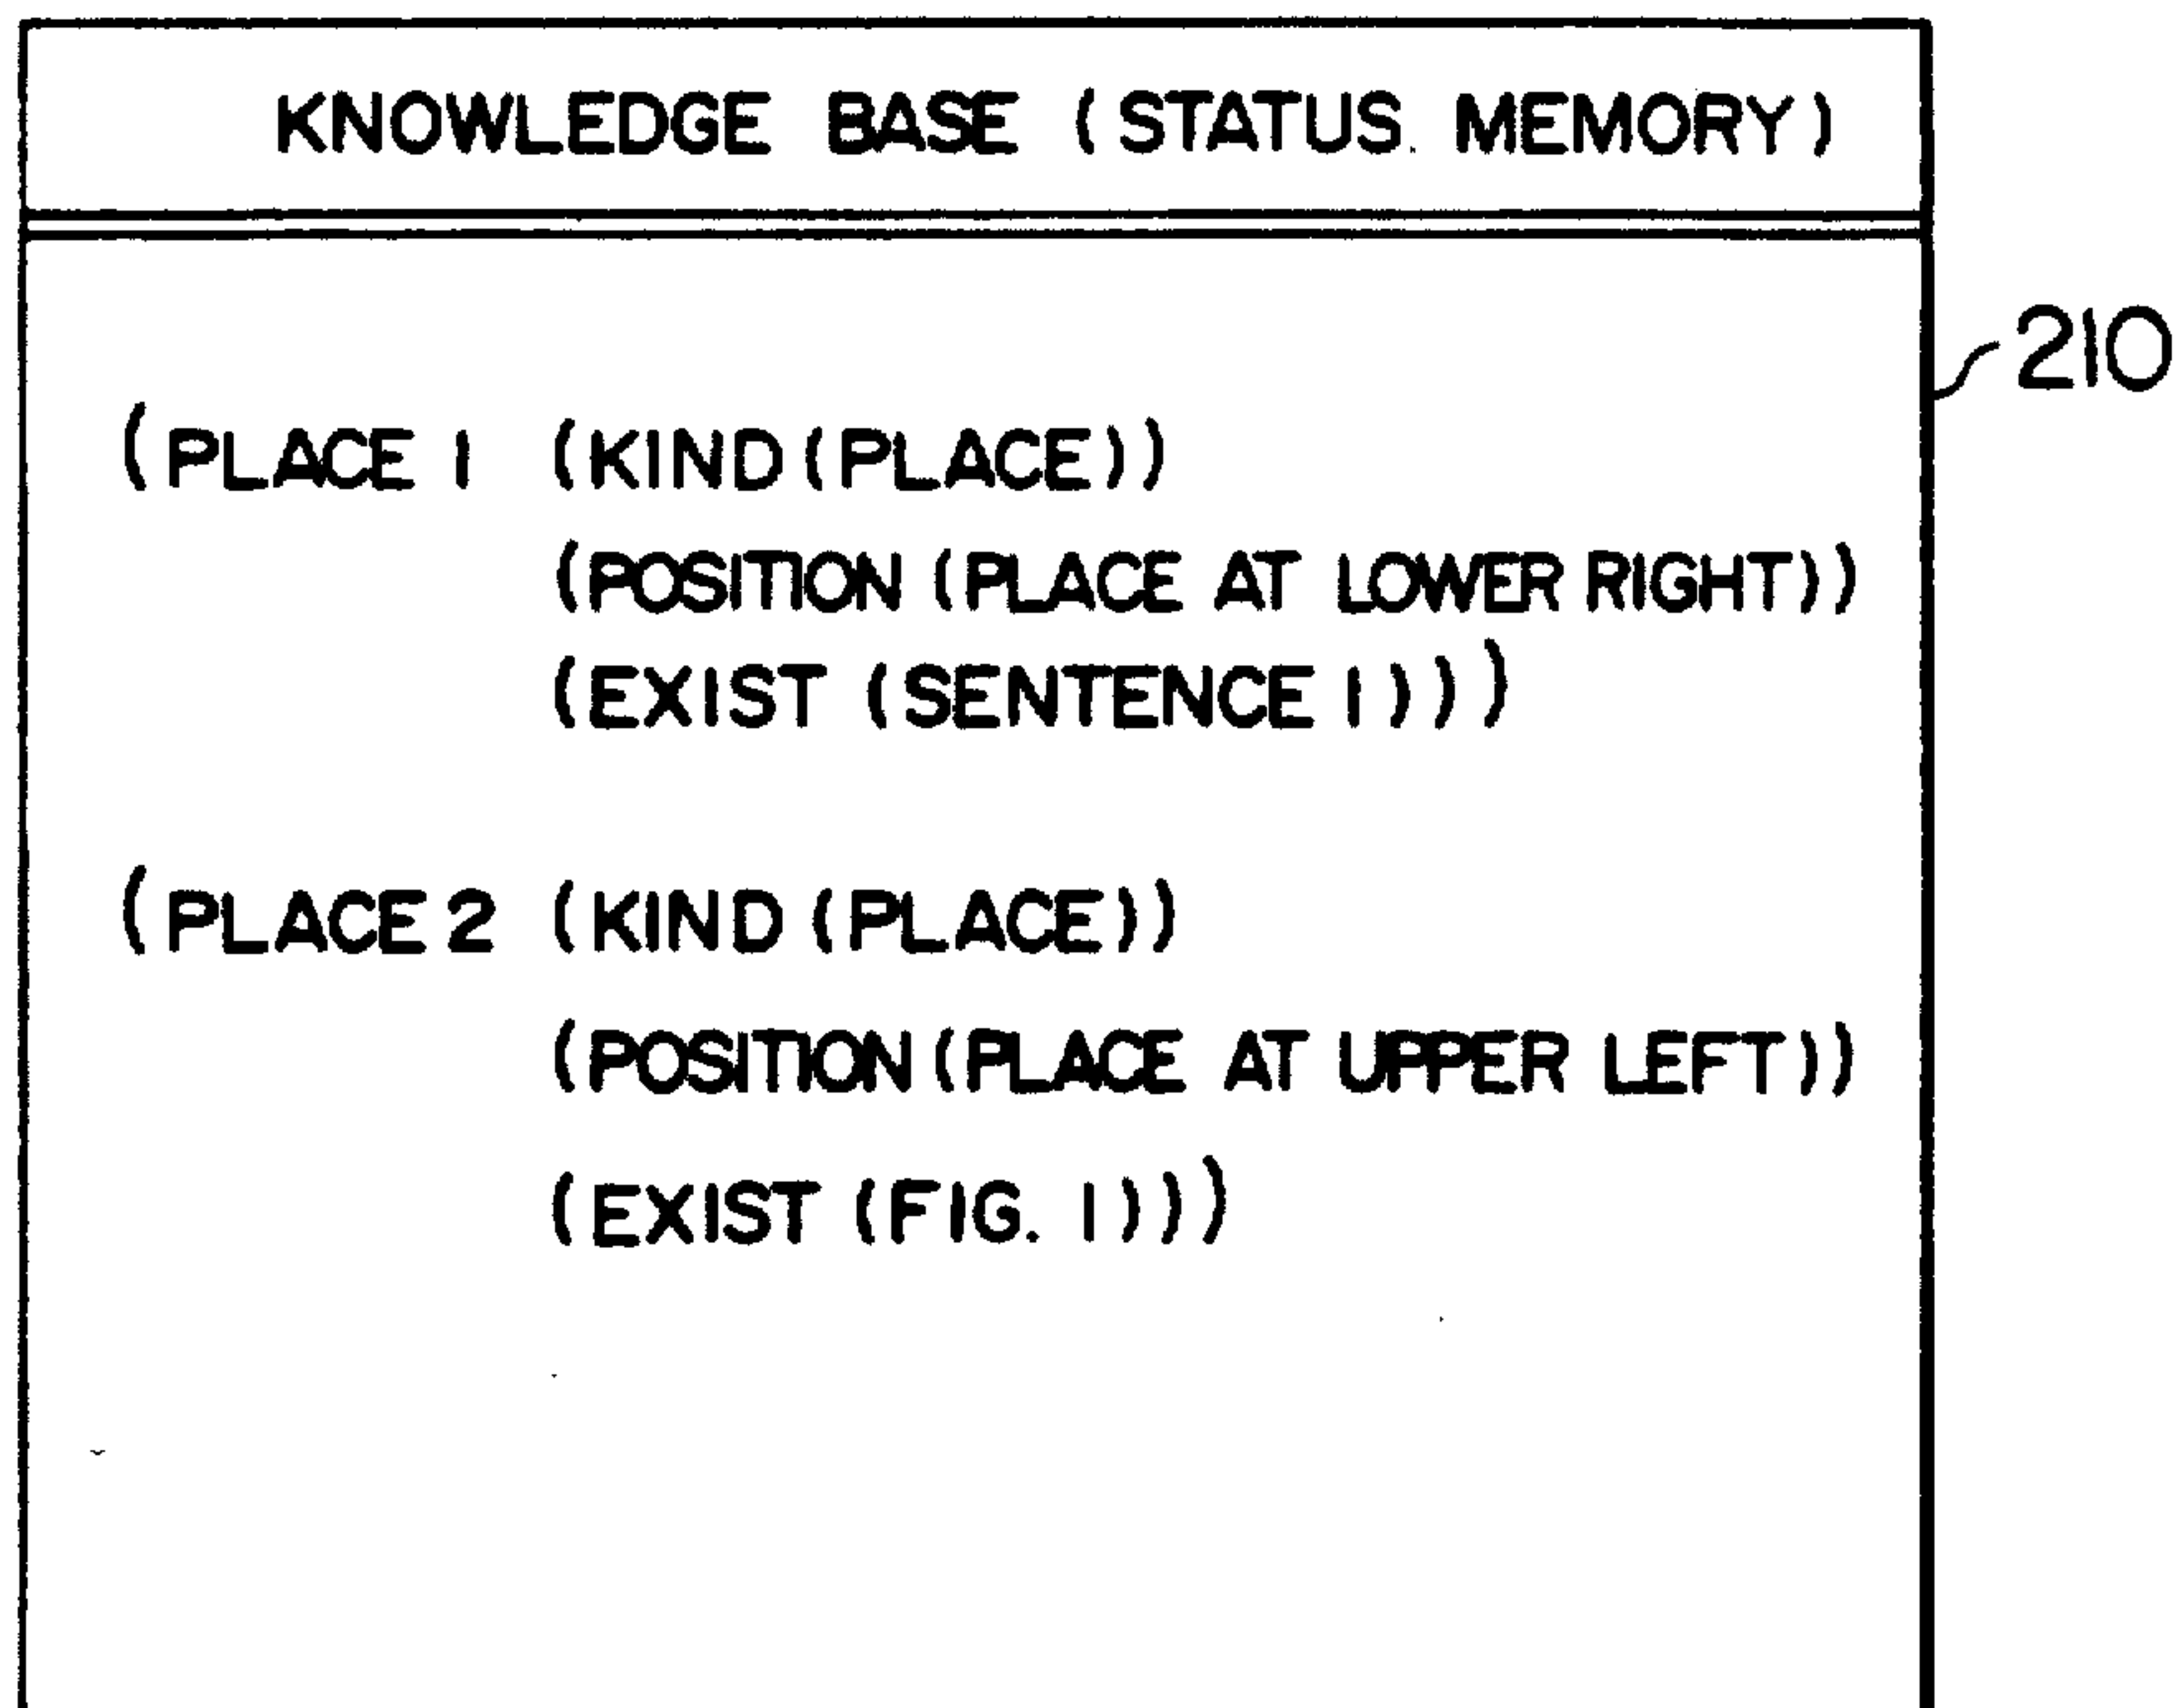 KNOWLEDGE BASE (STATUS MEMORY)
210
(PLACE 1 (KIND (PLACE))
(POSITION (PLACE AT LOWER RIGHT))
(EXIST (SENTENCE 1)))
(PLACE 2 (KIND (PLACE))
(POSITION (PLACE AT UPPER LEFT))
(EXIST (FIG. 1)))